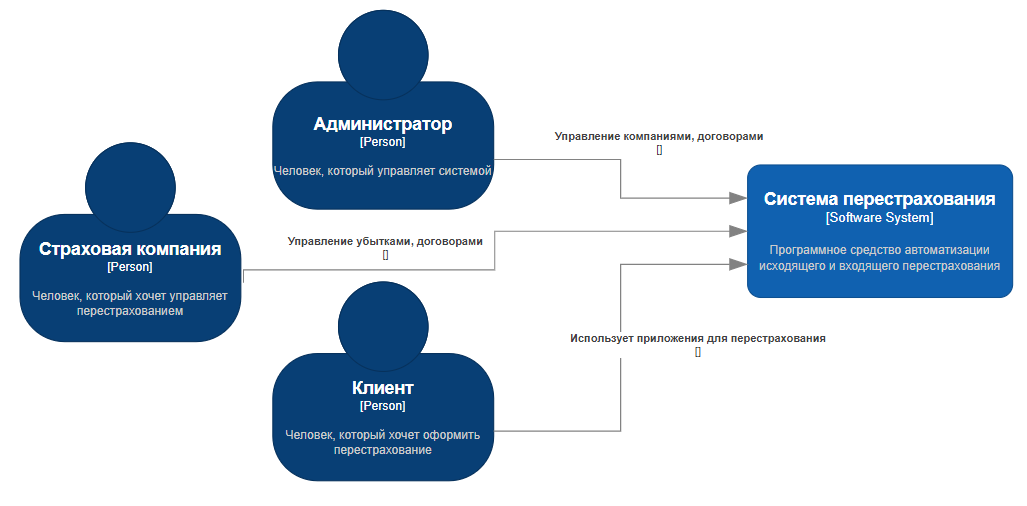 Администратор
[Person]
Человек, который управляет системой
Управление компаниями, договорами
[]
Страховая компания
[Person]
Человек, который хочет управляет
перестрахованием
Управление убытками, договорами
[]
Система перестрахования
[Software System]
Программное средство автоматизации
исходящего и входящего перестрахования
Клиент
[Person]
Человек, который хочет оформить
перестрахование
Использует приложения для перестрахования
[]